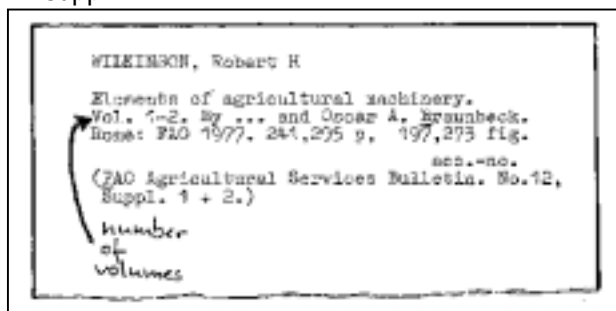 WILKINSON, Robert H
Elements of agricultural machinery.
Vol. 1-2. By ... and Oscar A. Braunbeck.
Rome: FAO 1977. 241,295 p. 197,273 fig.
acc.-no.
(FAO Agricultural Services Bulletin. No.12,
Suppl. 1 + 2.)
number
of
volumes